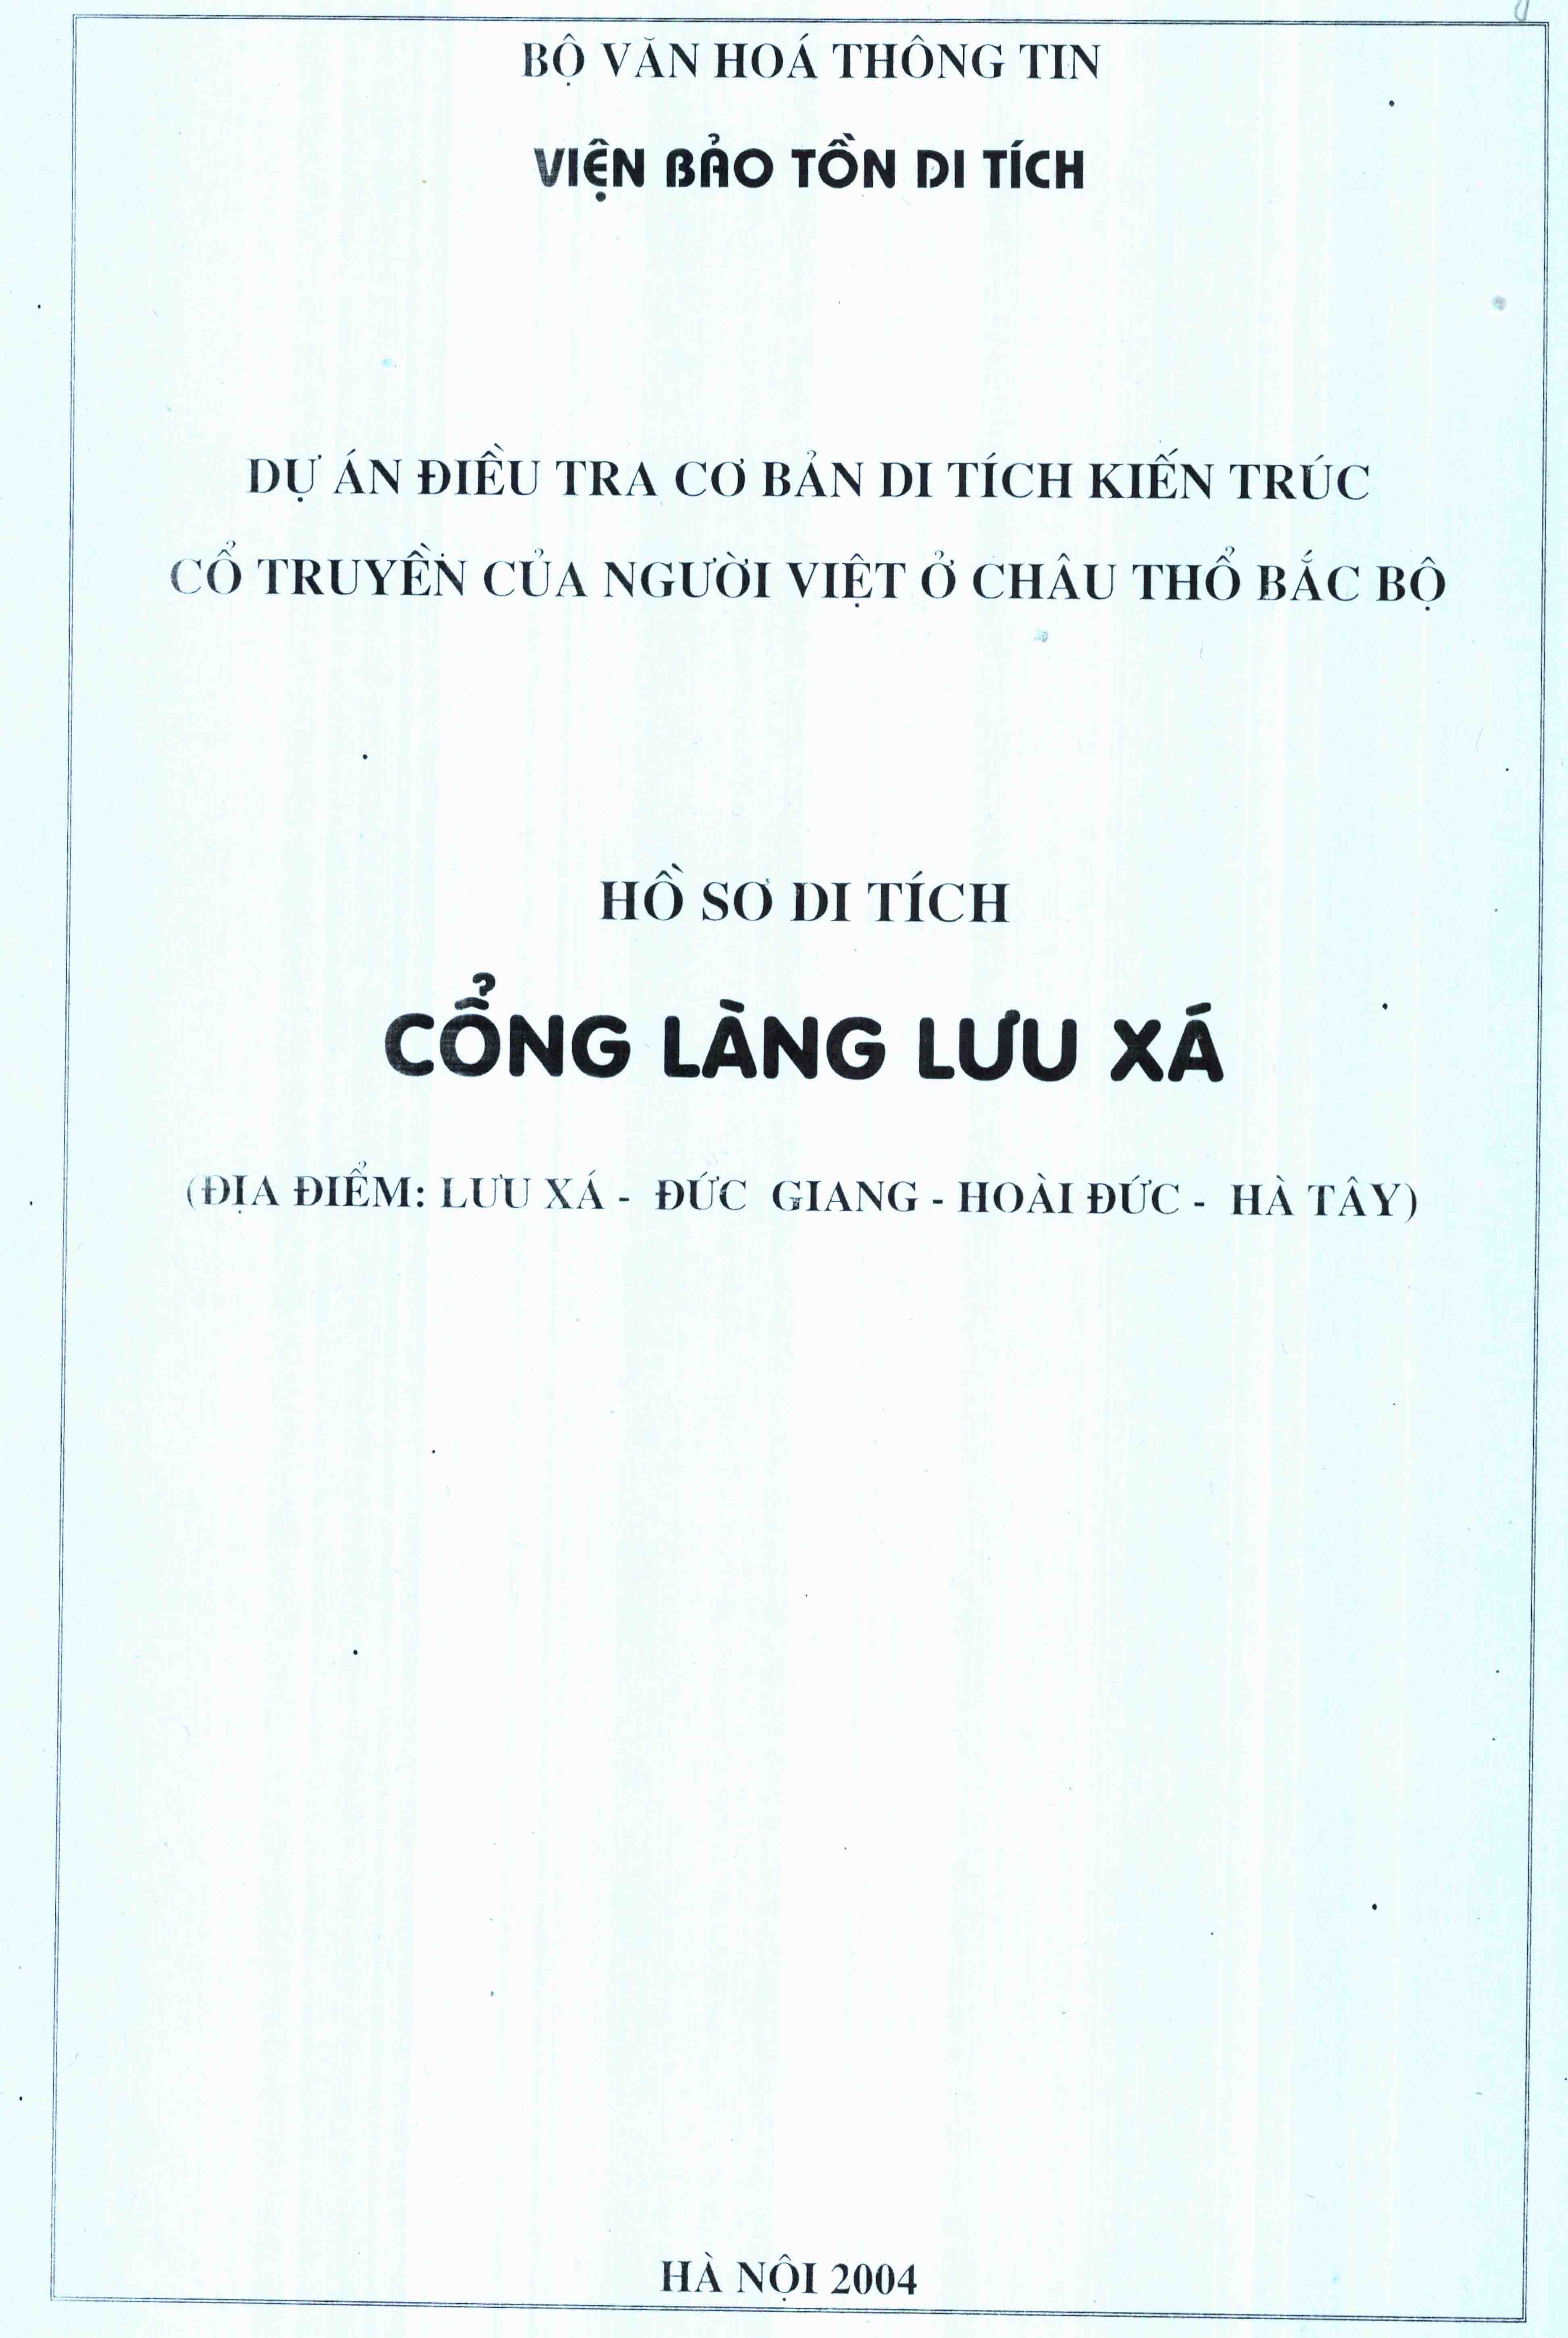 BỘ VĂN HOÁ THÔNG TIN
VIỆN BẢO TỒN DI TÍCH
DỰ ÁN ĐIỀU TRA CƠ BẢN DI TÍCH KIẾN TRÚC
CỔ TRUYỀN CỦA NGƯỜI VIỆT Ở CHÂU THỔ BẮC BỘ
HỒ SƠ DI TÍCH
CỔNG LÀNG LƯU XÁ
(ĐỊA ĐIỂM: LƯU XÁ - ĐỨC GIANG - HOÀI ĐỨC - HÀ TÂY)
HÀ NỘI 2004